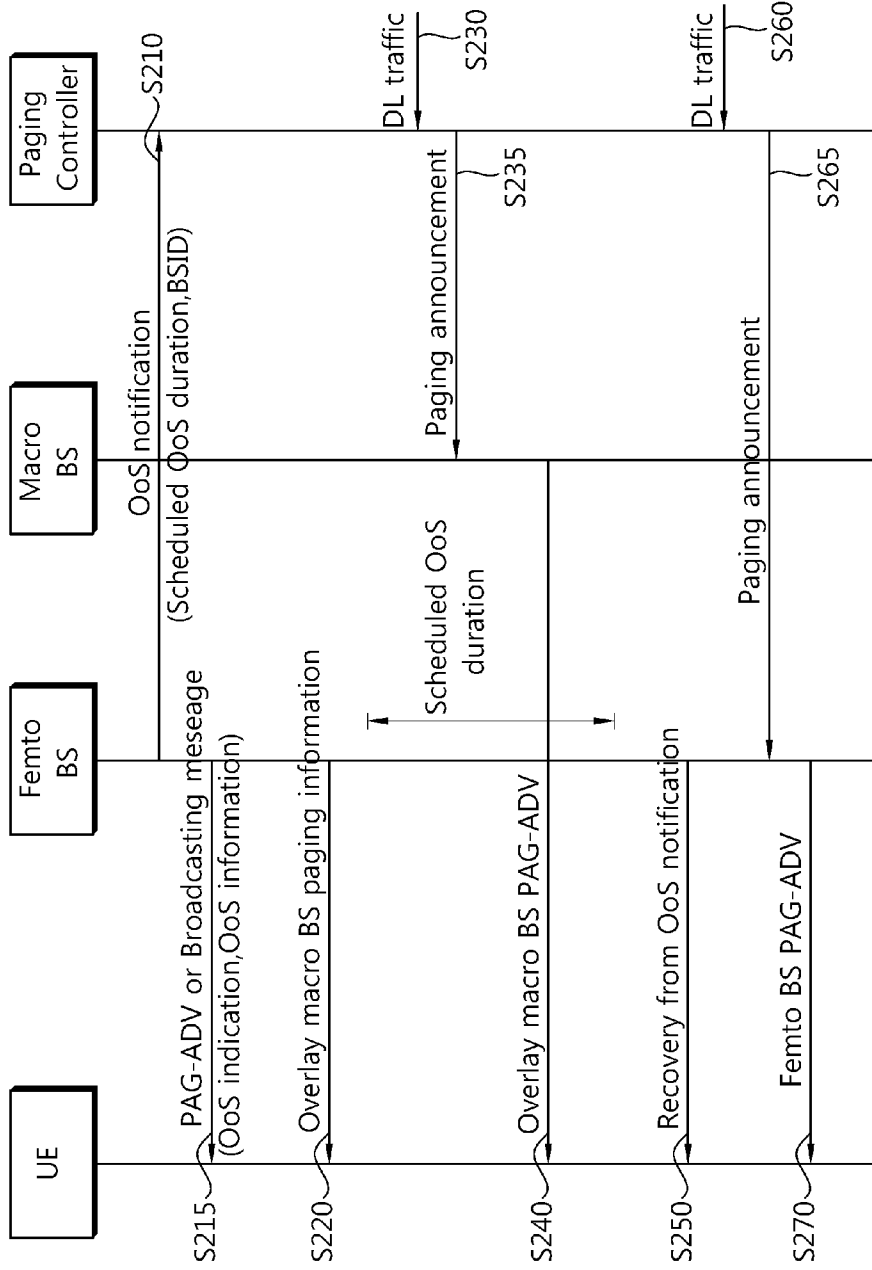 UE
Femto
BS
Macro
BS
Paging
Controller
OoS notification
(Scheduled OoS duration,BSID)
S210
PAG-ADV or Broadcasting meseage
(OoS indication,OoS information)
S215
Overlay macro BS paging information
S220
Scheduled OoS
duration
DL traffic
S230
Paging announcement
S235
Overlay macro BS PAG-ADV
S240
Recovery from OoS notification
S250
DL traffic
S260
Paging announcement
S265
Femto BS PAG-ADV
S270